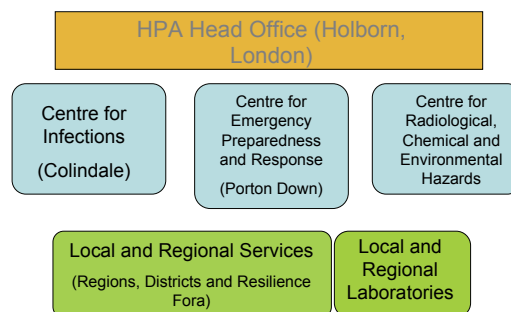 HPA Head Office (Holborn,
London)
Centre for
Infections
(Colindale)
Centre for
Emergency
Preparedness
and Response
(Porton Down)
Centre for
Radiological,
Chemical and
Environmental
Hazards
Local and Regional Services
(Regions, Districts and Resilience
Fora)
Local and
Regional
Laboratories